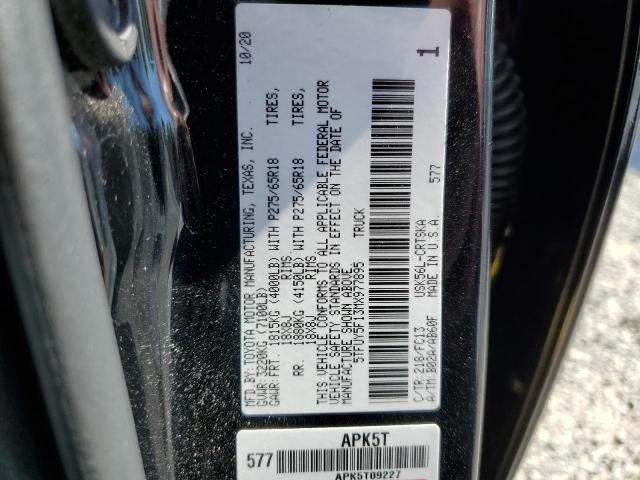 MFD.BY:TOYOTA MOTOR MANUFACTURING, TEXAS, INC. 10/20
GVWR: 3220KG (7100LB)
GAWR: FRT. 1815KG (4000LB) WITH P275/65R18 TIRES,
18X8J RIMS
RR. 1880KG (4150LB) WITH P275/65R18 TIRES,
18X8J RIMS
THIS VEHICLE CONFORMS TO ALL APPLICABLE FEDERAL MOTOR
VEHICLE SAFETY STANDARDS IN EFFECT ON THE DATE OF
MANUFACTURE SHOWN ABOVE.
5TFUY5F13MX977895 TRUCK
USK56L-CRTSKA 577
C/TR:218/FC13 MADE IN U.S.A.
A/TM:B02A/AB60F
1
APK5T
577
APK5T09227